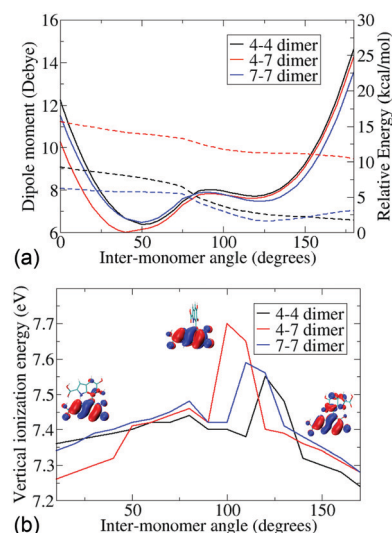 16
14
12
10
8
6
Dipole moment (Debye)
4-4 dimer
4-7 dimer
7-7 dimer
30
25
20
15
10
5
0
Relative Energy (kcal/mol)
0 50 100 150
Inter-monomer angle (degrees)
(a)
Vertical ionization energy (eV)
7.7
7.6
7.5
7.4
7.3
7.2
4-4 dimer
4-7 dimer
7-7 dimer
50 100 150
Inter-monomer angle (degrees)
(b)